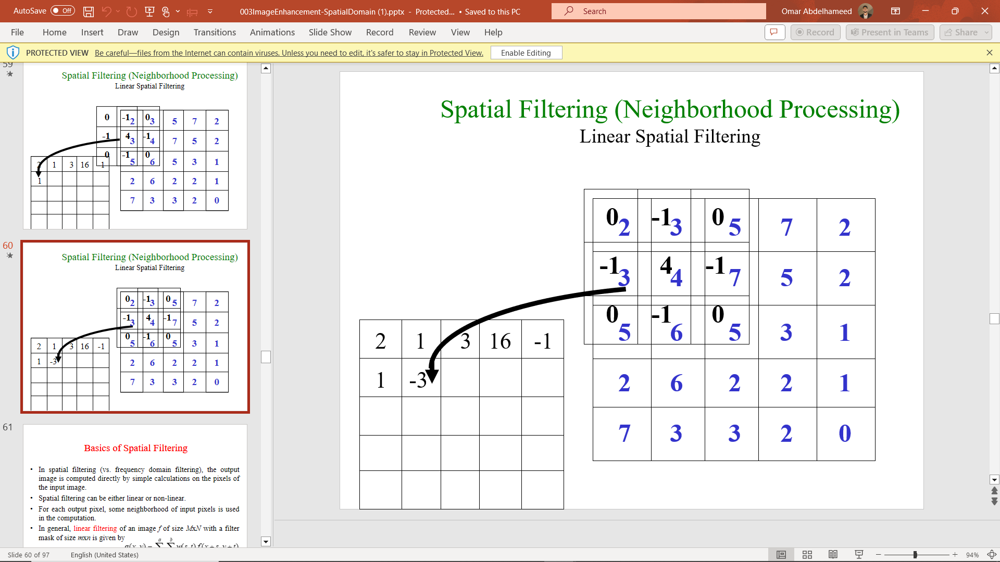 AutoSave Off 003ImageEnhancement-SpatialDomain (1).pptx - Protected... • Saved to this PC Search Omar Abdelhameed
File Home Insert Draw Design Transitions Animations Slide Show Record Review View Help Record Present in Teams Share
PROTECTED VIEW Be careful—files from the Internet can contain viruses. Unless you need to edit, it's safer to stay in Protected View. Enable Editing
59
Spatial Filtering (Neighborhood Processing)
Linear Spatial Filtering
0 -1 0
2 3 5 7 2
-1 4 -1
3 4 7 5 2
0 -1 0
5 6 5 3 1
2 6 2 2 1
7 3 3 2 0
2 1 3 16 -1
1
60
Spatial Filtering (Neighborhood Processing)
Linear Spatial Filtering
0 -1 0
2 3 5 7 2
-1 4 -1
3 4 7 5 2
0 -1 0
5 6 5 3 1
2 6 2 2 1
7 3 3 2 0
2 1 3 16 -1
1 -3
61
Basics of Spatial Filtering
• In spatial filtering (vs. frequency domain filtering), the output
image is computed directly by simple calculations on the pixels of
the input image.
• Spatial filtering can be either linear or non-linear.
• For each output pixel, some neighborhood of input pixels is used
in the computation.
• In general, linear filtering of an image f of size MxN with a filter
mask of size mxn is given by
Spatial Filtering (Neighborhood Processing)
Linear Spatial Filtering
0 -1 0
2 3 5 7 2
-1 4 -1
3 4 7 5 2
0 -1 0
5 6 5 3 1
2 6 2 2 1
7 3 3 2 0
2 1 3 16 -1
1 -3
Slide 60 of 97 English (United States) 94%